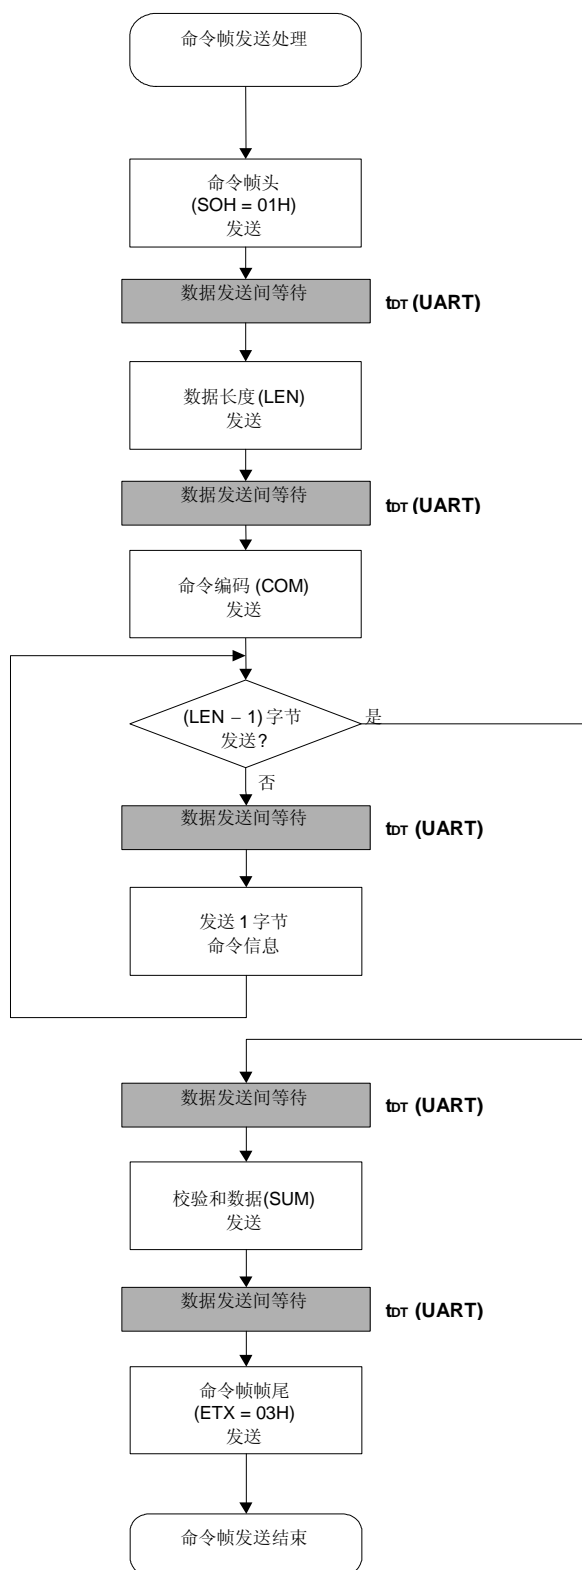 命令帧发送处理
命令帧头
(SOH = 01H)
发送
数据发送间等待
tDT (UART)
数据长度(LEN)
发送
数据发送间等待
tDT (UART)
命令编码 (COM)
发送
(LEN – 1) 字节
发送?
是
否
数据发送间等待
tDT (UART)
发送 1 字节
命令信息
数据发送间等待
tDT (UART)
校验和数据(SUM)
发送
数据发送间等待
tDT (UART)
命令帧帧尾
(ETX = 03H)
发送
命令帧发送结束